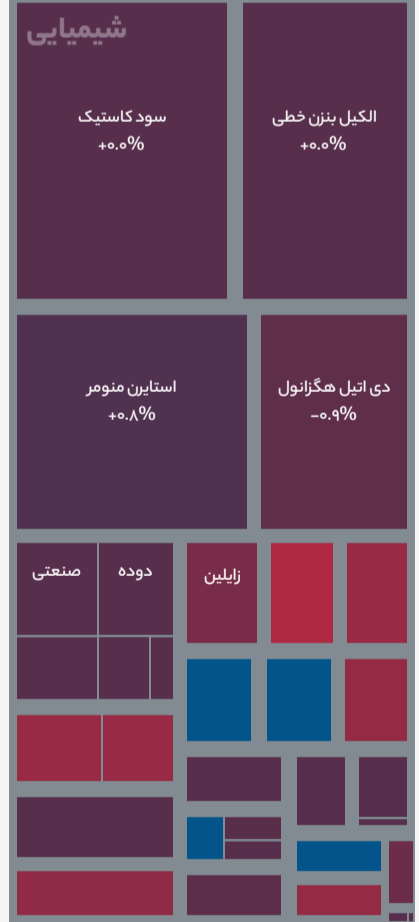 شیمیایی
الکیل بنزن خطی
+۰.۰%
سود کاستیک
+۰.۰%
دی اتیل هگزانول
-۰.۹%
استایرن منومر
+۰.۸%
زایلین
دوده
صنعتی